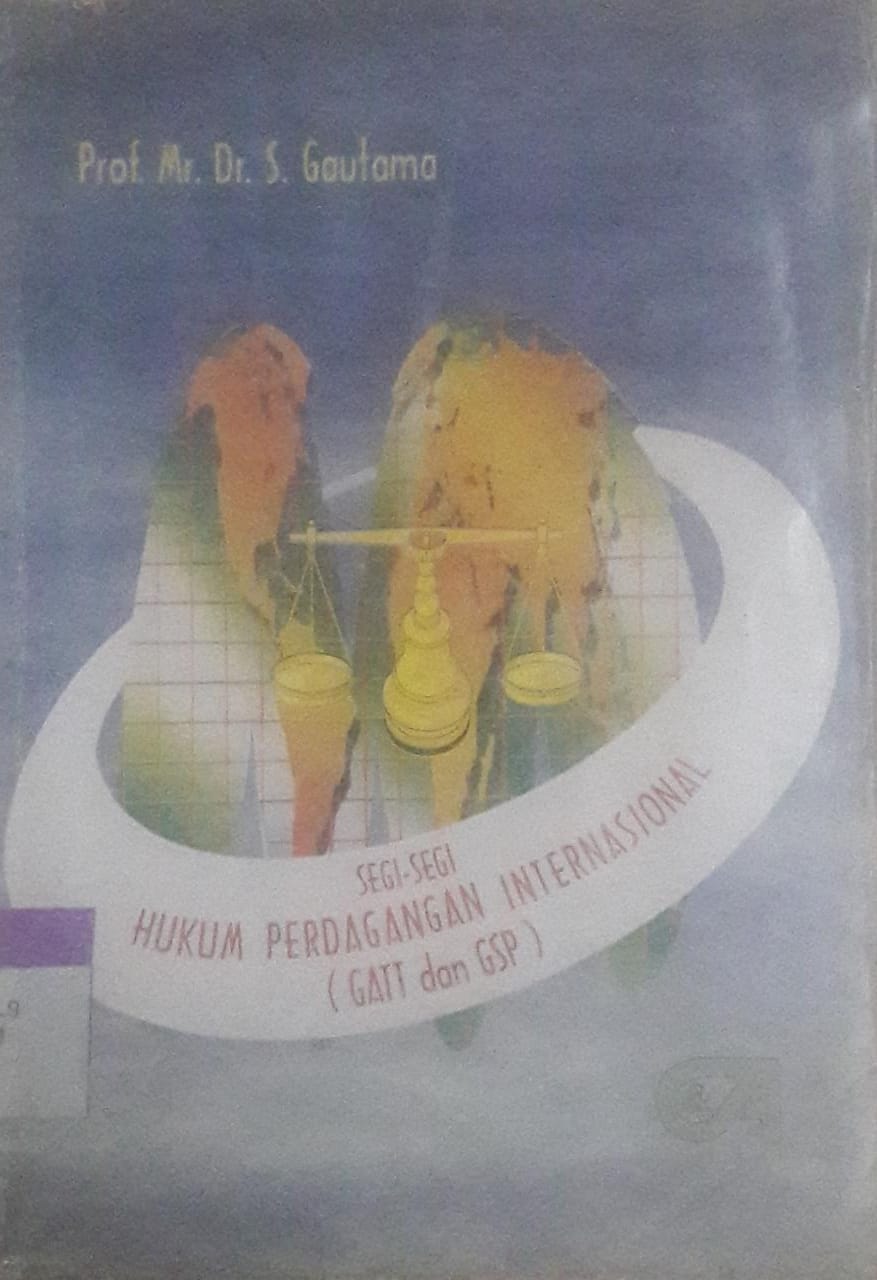 Prof. Mr. Dr. S. Gautama
SEGI-SEGI
HUKUM PERDAGANGAN INTERNASIONAL
( GATT dan GSP )